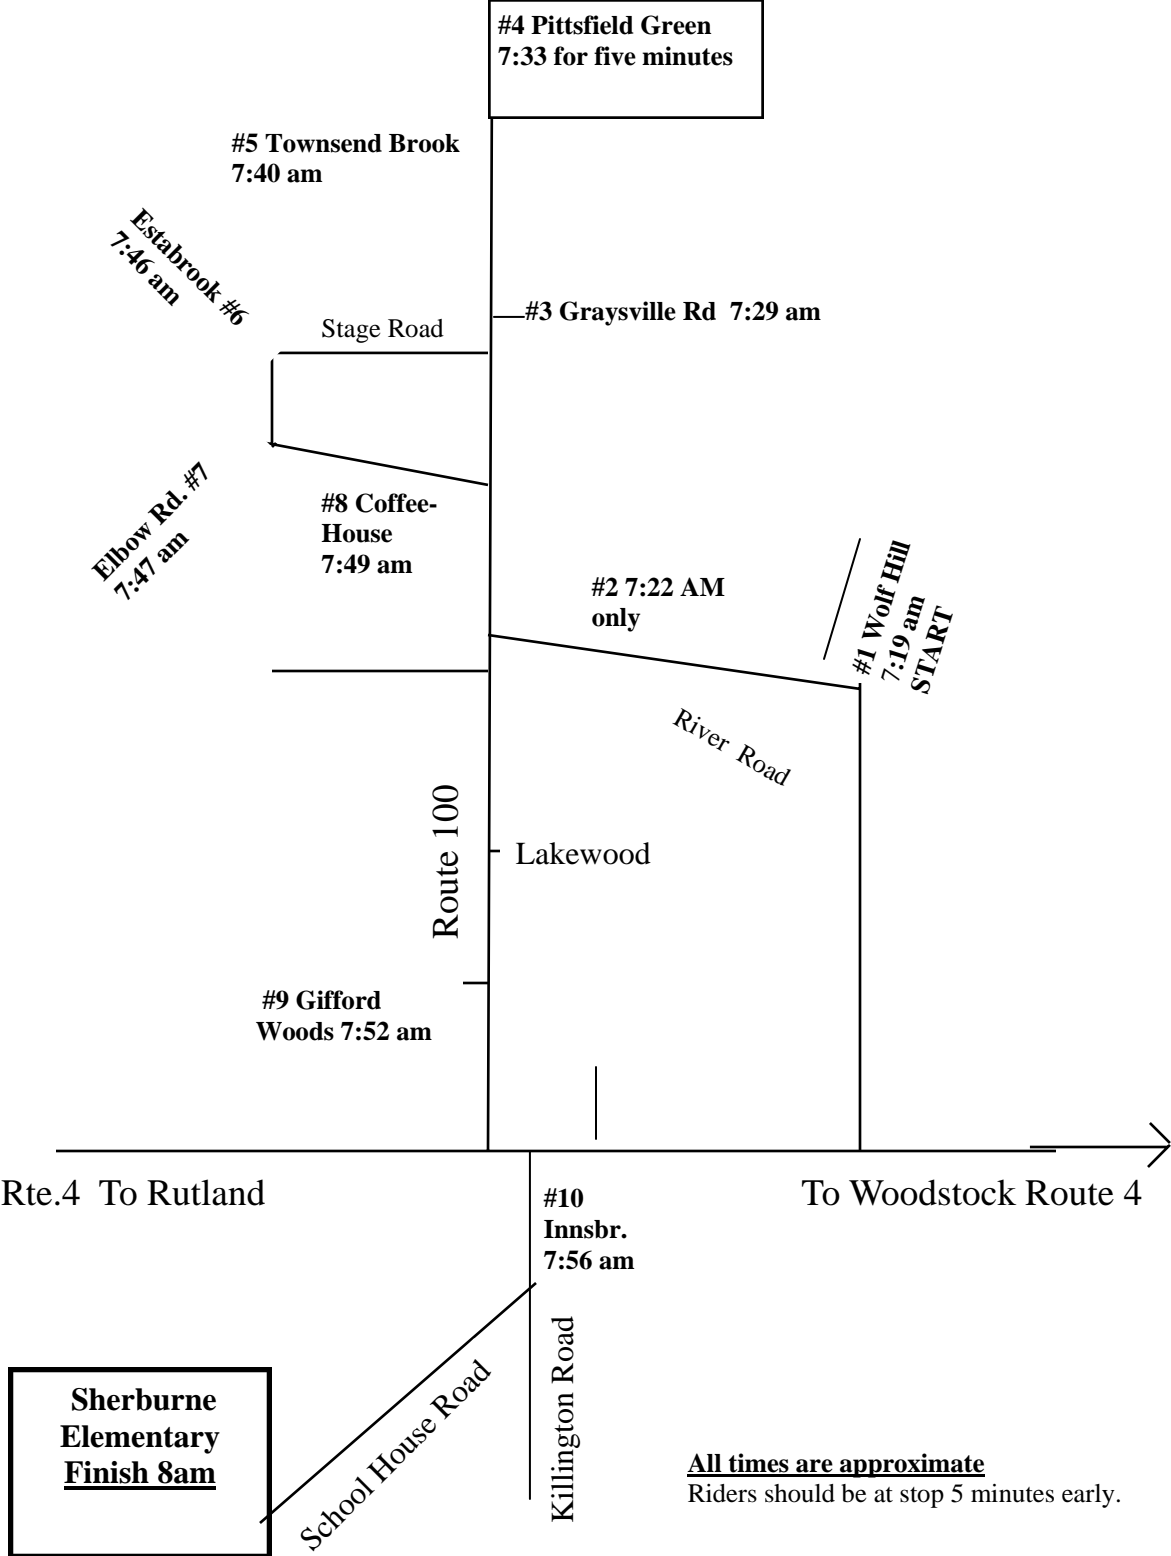 #4 Pittsfield Green
7:33 for five minutes
#5 Townsend Brook
7:40 am
Estabrook #6
7:46 am
#3 Graysville Rd  7:29 am
Stage Road
Elbow Rd. #7
7:47 am
#8 Coffee-
House
7:49 am
#2 7:22 AM
only
#1 Wolf Hill
7:19 am
START
River Road
Route 100
Lakewood
#9 Gifford
Woods 7:52 am
Rte.4  To Rutland
To Woodstock Route 4
#10
Innsbr.
7:56 am
School House Road
Killington Road
Sherburne
Elementary
Finish 8am
All times are approximate
Riders should be at stop 5 minutes early.